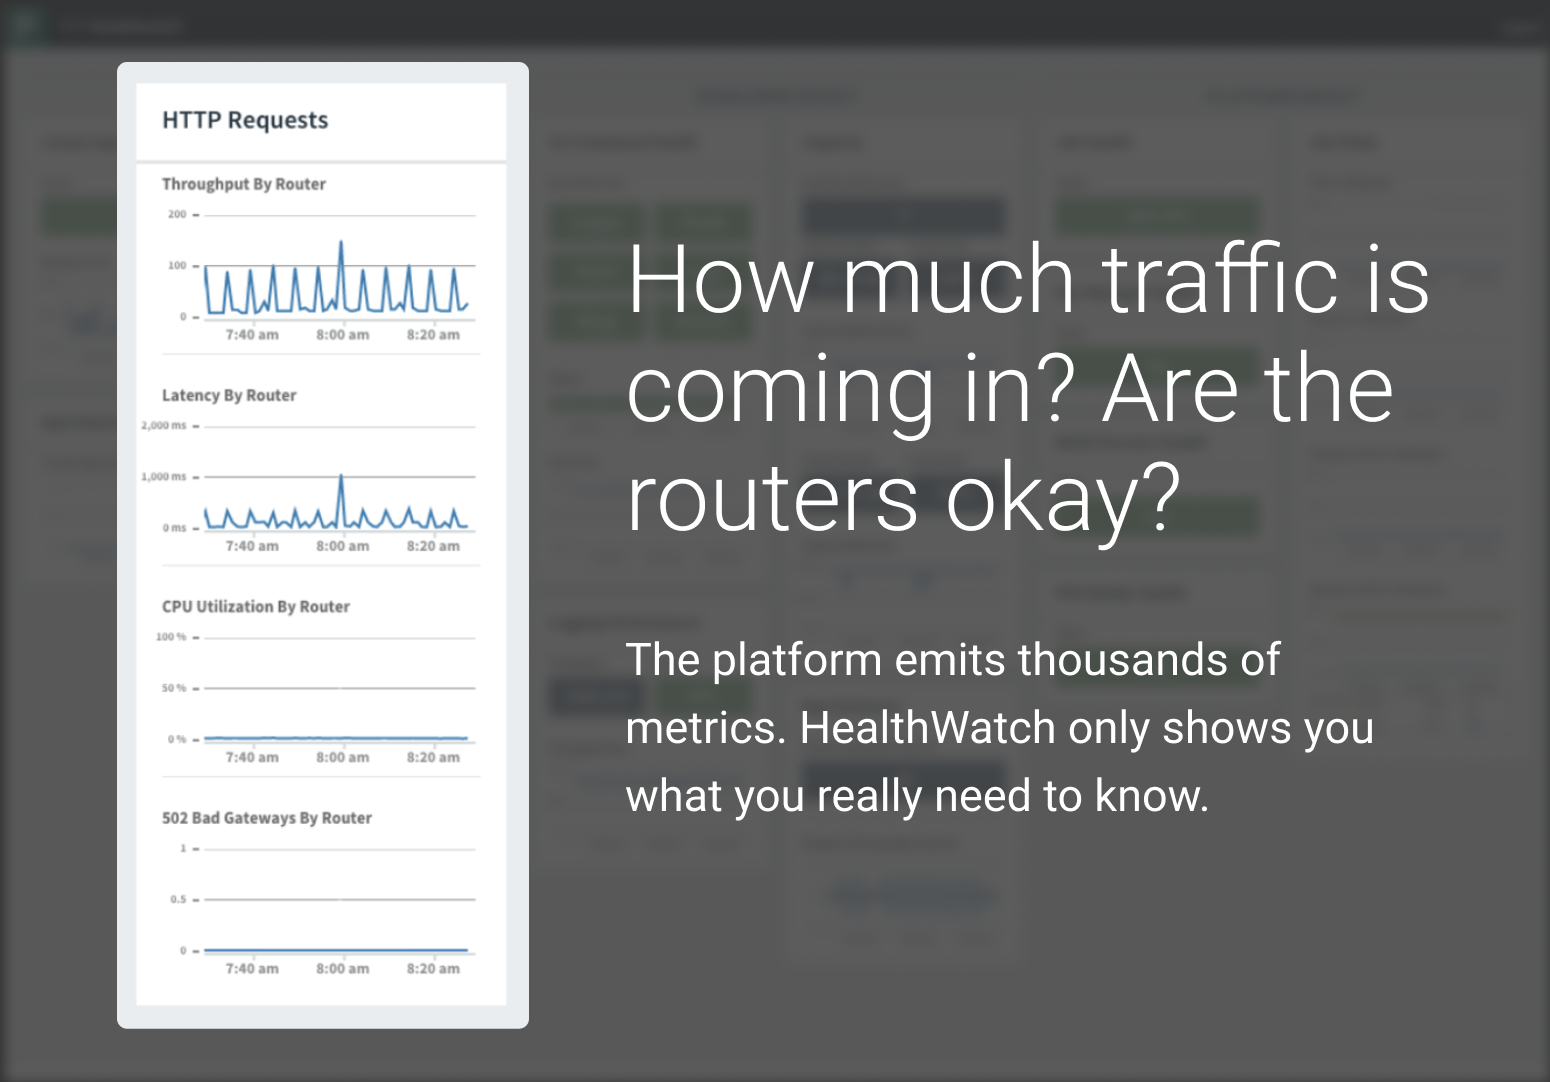 HTTP Requests
Throughput By Router
200
100
0
7:40 am 8:00 am 8:20 am
Latency By Router
2,000 ms
1,000 ms
0 ms
7:40 am 8:00 am 8:20 am
CPU Utilization By Router
100 %
50 %
0 %
7:40 am 8:00 am 8:20 am
502 Bad Gateways By Router
1
0.5
0
7:40 am 8:00 am 8:20 am
How much traffic is
coming in? Are the
routers okay?
The platform emits thousands of
metrics. HealthWatch only shows you
what you really need to know.